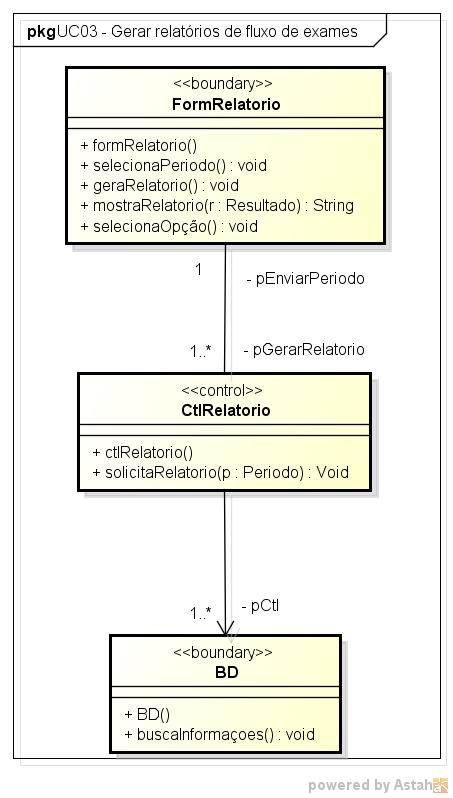 pkg UC03 - Gerar relatórios de fluxo de exames
<<boundary>>
FormRelatorio
+ formRelatorio()
+ selecionaPeriodo() : void
+ geraRelatorio() : void
+ mostraRelatorio(r : Resultado) : String
+ selecionaOpção() : void
1
- pEnviarPeriodo
1..*
- pGerarRelatorio
<<control>>
CtlRelatorio
+ ctlRelatorio()
+ solicitaRelatorio(p : Periodo) : Void
1..*
- pCtl
<<boundary>>
BD
+ BD()
+ buscaInformaçoes() : void
powered by Astah